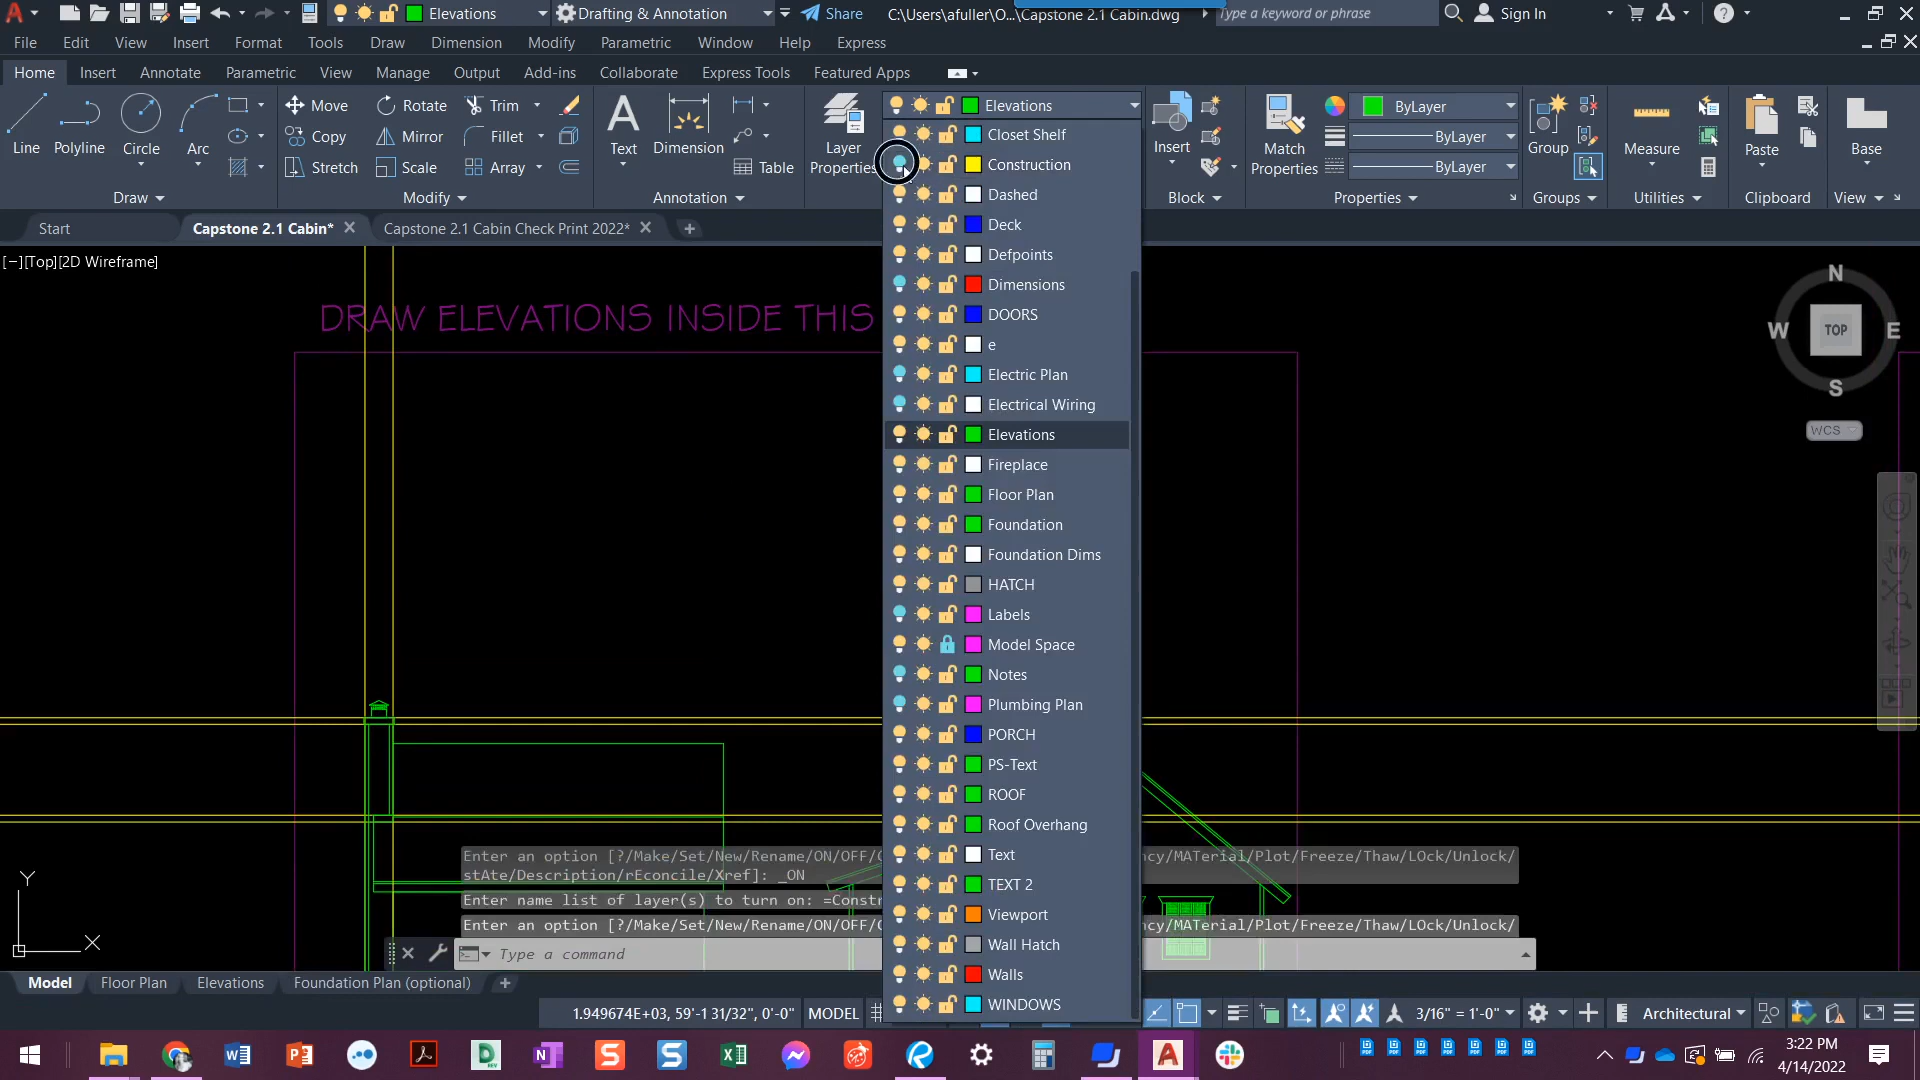 Elevations
Drafting & Annotation
Share
C:\Users\afuller\O...\Capstone 2.1 Cabin.dwg
Type a keyword or phrase
Sign In
File Edit View Insert Format Tools Draw Dimension Modify Parametric Window Help Express
Home Insert Annotate Parametric View Manage Output Add-ins Collaborate Express Tools Featured Apps
Line
Polyline
Circle
Arc
Move
Rotate
Trim
Copy
Mirror
Fillet
Stretch
Scale
Array
Text
Dimension
Table
Layer
Properties
Elevations
Insert
Match
Properties
ByLayer
ByLayer
ByLayer
Group
Measure
Paste
Base
Draw
Modify
Annotation
Block
Properties
Groups
Utilities
Clipboard
View
Start
Capstone 2.1 Cabin*
Capstone 2.1 Cabin Check Print 2022*
[−][Top][2D Wireframe]
DRAW ELEVATIONS INSIDE THIS
Closet Shelf
Construction
Dashed
Deck
Defpoints
Dimensions
DOORS
e
Electric Plan
Electrical Wiring
Elevations
Fireplace
Floor Plan
Foundation
Foundation Dims
HATCH
Labels
Model Space
Notes
Plumbing Plan
PORCH
PS-Text
ROOF
Roof Overhang
Text
TEXT 2
Viewport
Wall Hatch
Walls
WINDOWS
N
W
TOP
E
S
WCS
Y
X
Enter an option [?/Make/Set/New/Rename/ON/OFF/ cy/MATerial/Plot/Freeze/Thaw/LOck/Unlock/
stAte/Description/rEconcile/Xref]: _ON
Enter name list of layer(s) to turn on: =Constr
Enter an option [?/Make/Set/New/Rename/ON/OFF/ cy/MATerial/Plot/Freeze/Thaw/LOck/Unlock/
Type a command
Model
Floor Plan
Elevations
Foundation Plan (optional)
1.949674E+03, 59'-1 31/32", 0'-0"
MODEL
3/16" = 1'-0"
Architectural
3:22 PM
4/14/2022